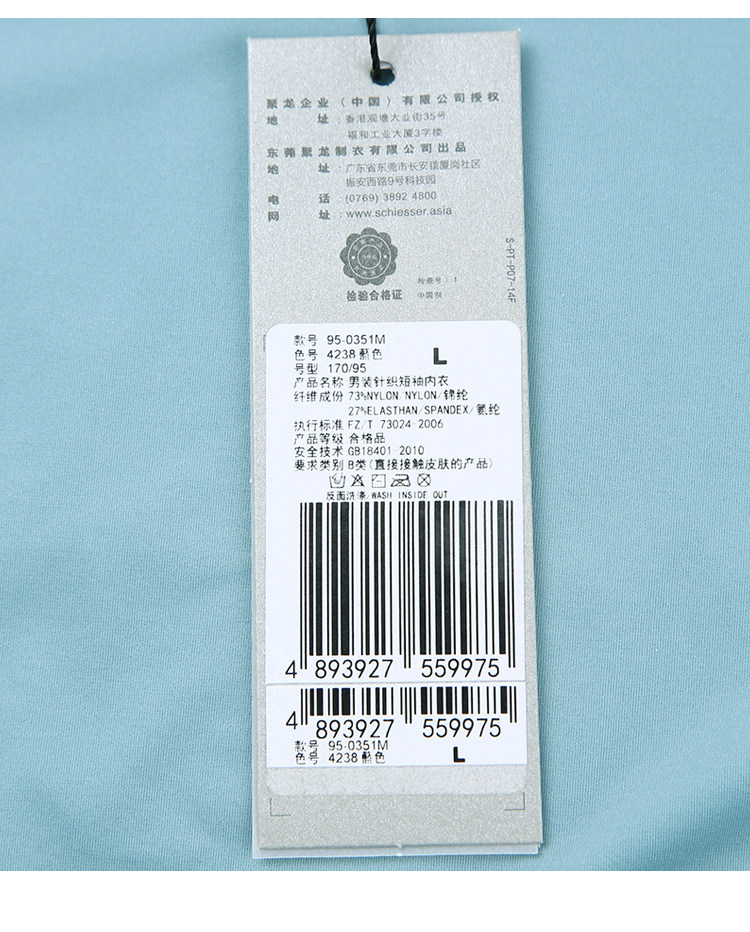 聚龙企业（中国）有限公司授权
地 址：香港观塘大业街35号
福和工业大厦3字楼
东莞聚龙制衣有限公司出品
地 址：广东省东莞市长安镇厦岗社区
振安西路9号科技园
电 话：(0769) 3892 4800
网 址：www.schiesser.asia
S-PT-P07-14F
检查号：1
检验合格证 中国制
款号 95-0351M
色号 4238 藍色 L
号型 170/95
产品名称 男装针织短袖内衣
纤维成份 73%NYLON/NYLON/锦纶
27%ELASTHAN/SPANDEX/氨纶
执行标准 FZ/T 73024-2006
产品等级 合格品
安全技术 GB18401-2010
要求类别 B类(直接接触皮肤的产品)
反面洗涤/WASH INSIDE OUT
4 893927 559975
4 893927 559975
款号 95-0351M
色号 4238 藍色 L